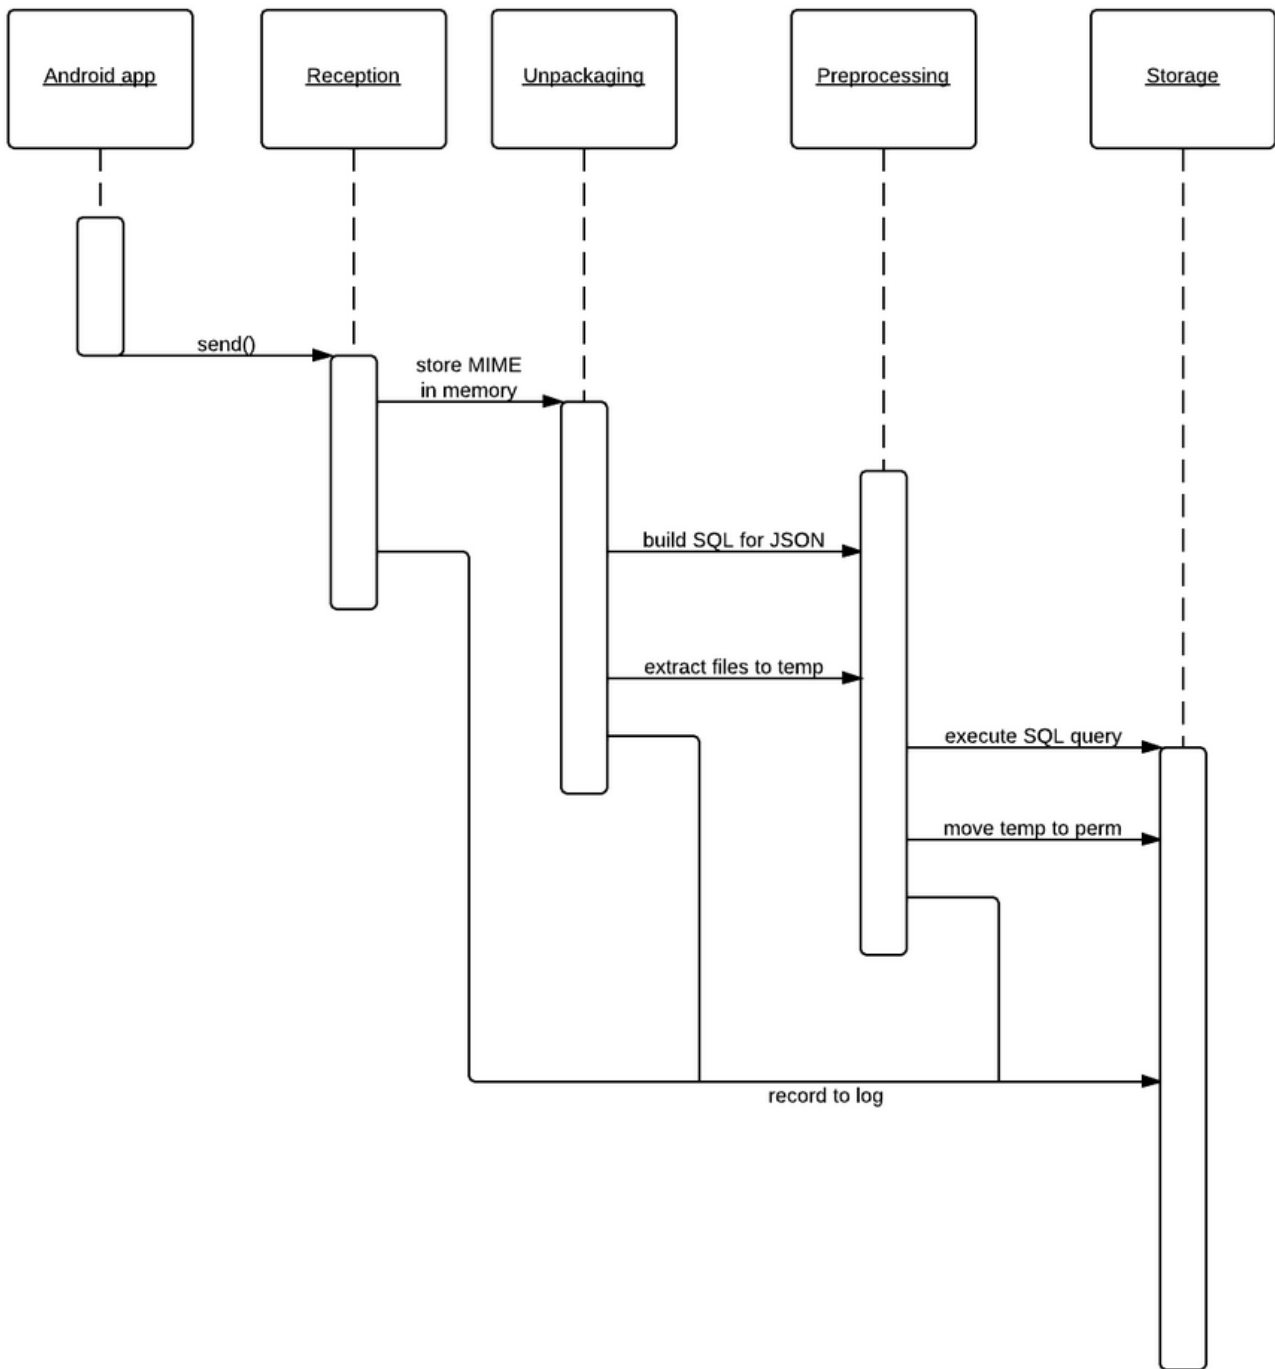 Android app
Reception
Unpackaging
Preprocessing
Storage
send()
store MIME
in memory
build SQL for JSON
extract files to temp
execute SQL query
move temp to perm
record to log